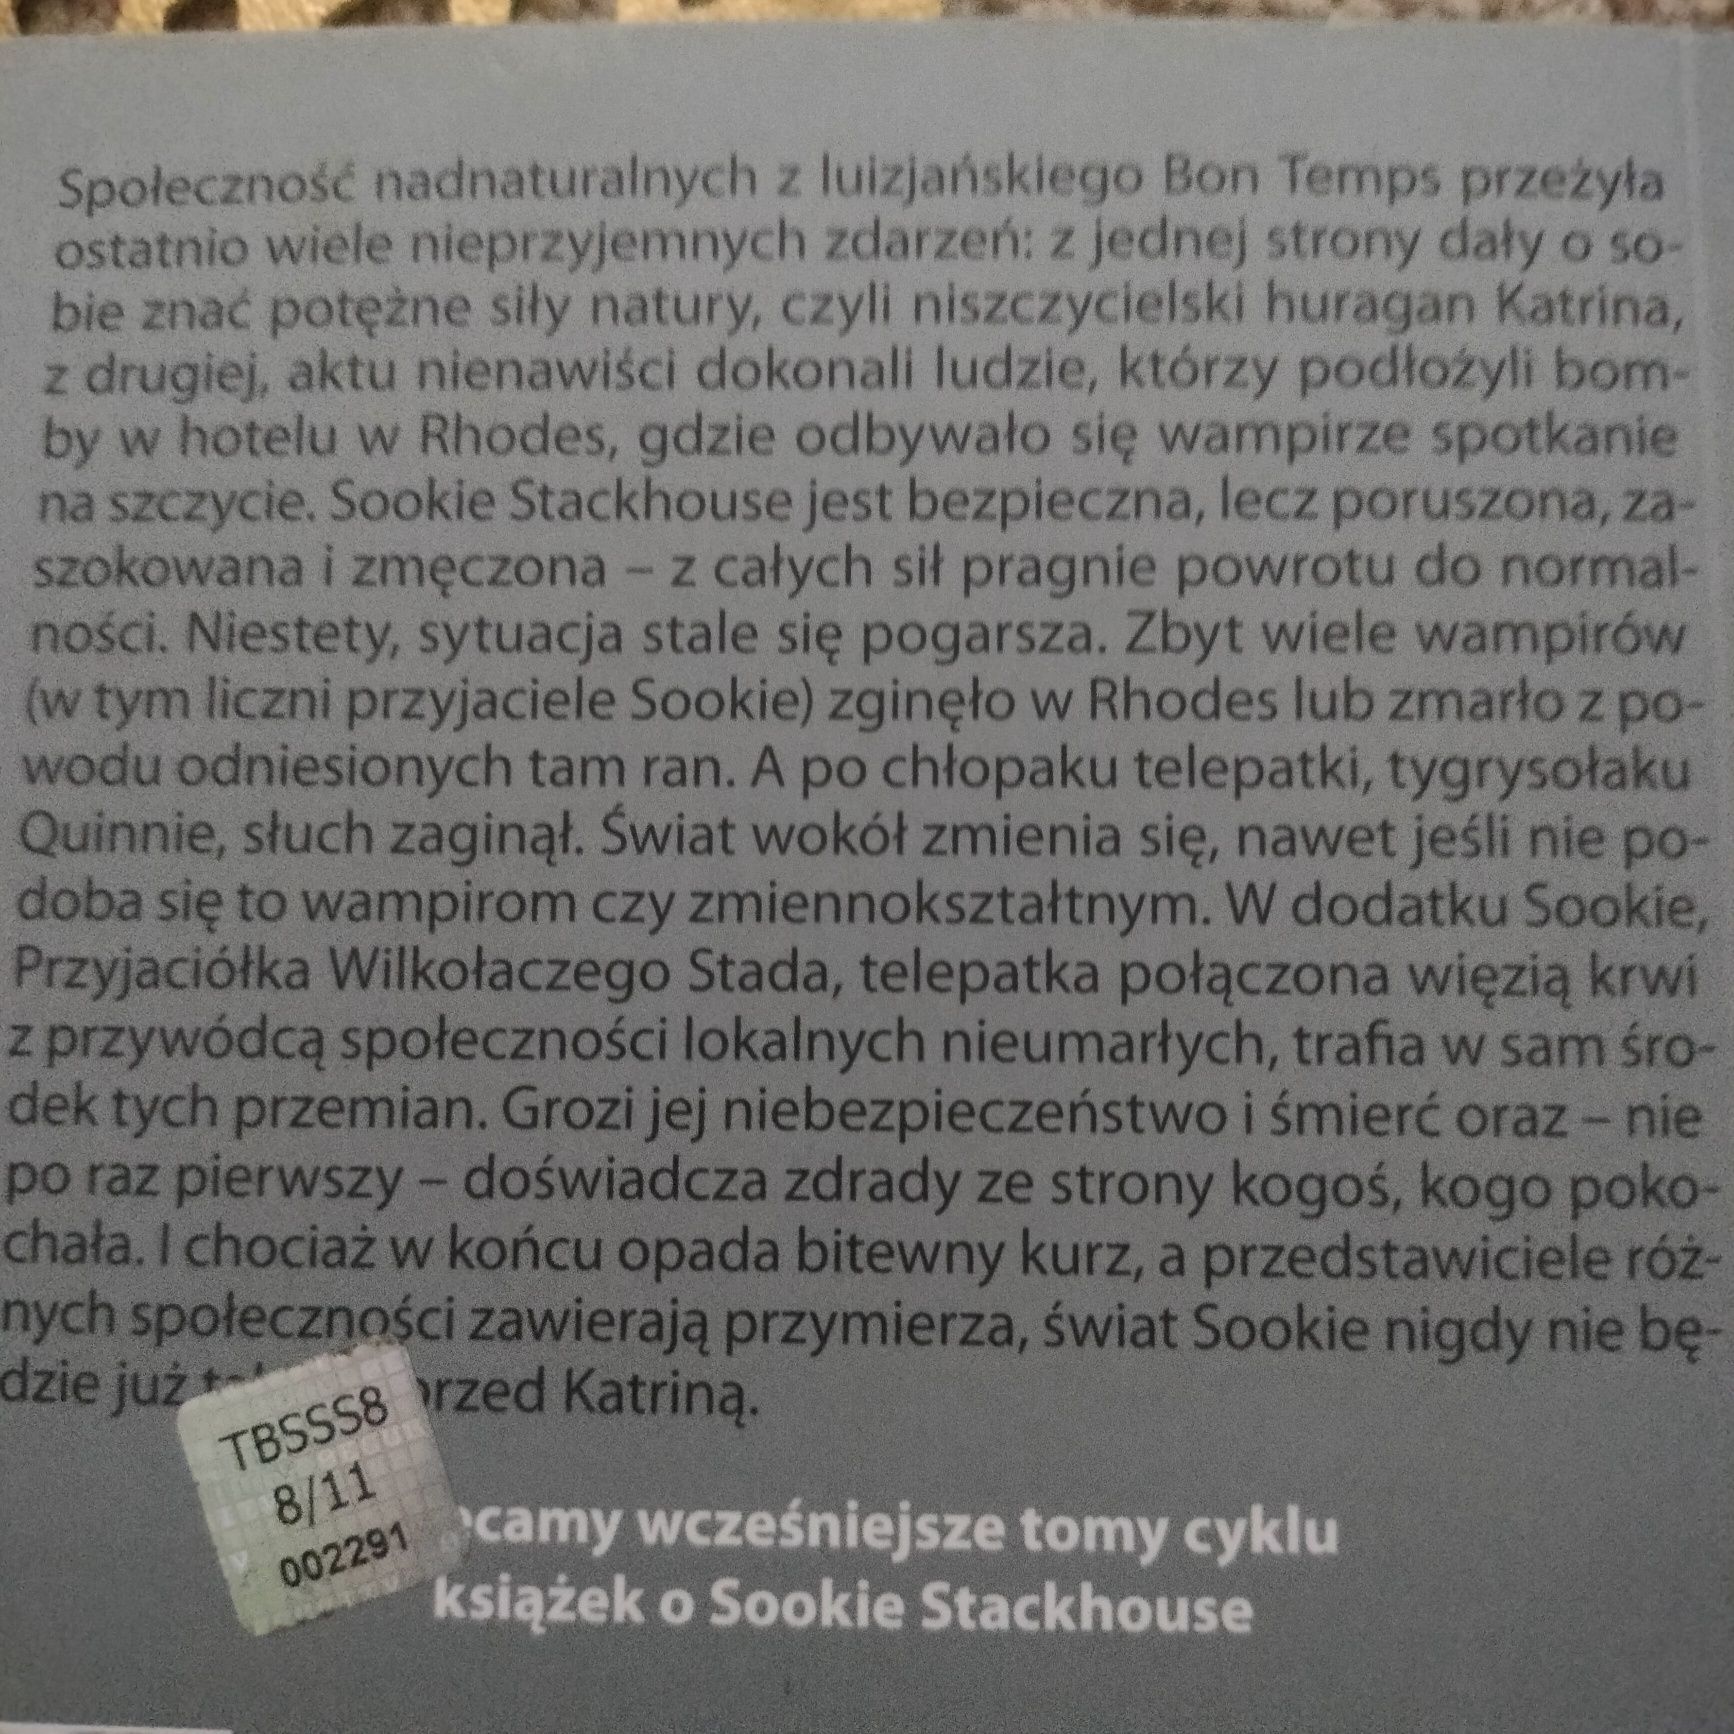 Społeczność nadnaturalnych z luizjańskiego Bon Temps przeżyła
ostatnio wiele nieprzyjemnych zdarzeń: z jednej strony dały o so-
bie znać potężne siły natury, czyli niszczycielski huragan Katrina,
z drugiej, aktu nienawiści dokonali ludzie, którzy podłożyli bom-
by w hotelu w Rhodes, gdzie odbywało się wampirze spotkanie
na szczycie. Sookie Stackhouse jest bezpieczna, lecz poruszona, za-
szokowana i zmęczona – z całych sił pragnie powrotu do normal-
ności. Niestety, sytuacja stale się pogarsza. Zbyt wiele wampirów
(w tym liczni przyjaciele Sookie) zginęło w Rhodes lub zmarło z po-
wodu odniesionych tam ran. A po chłopaku telepatki, tygrysołaku
Quinnie, słuch zaginął. Świat wokół zmienia się, nawet jeśli nie po-
doba się to wampirom czy zmiennokształtnym. W dodatku Sookie,
Przyjaciółka Wilkołaczego Stada, telepatka połączona więzią krwi
z przywódcą społeczności lokalnych nieumarłych, trafia w sam śro-
dek tych przemian. Grozi jej niebezpieczeństwo i śmierć oraz – nie
po raz pierwszy – doświadcza zdrady ze strony kogoś, kogo poko-
chała. I chociaż w końcu opada bitewny kurz, a przedstawiciele róż-
nych społeczności zawierają przymierza, świat Sookie nigdy nie bę-
dzie już przed Katriną.
TBSSS8
8/11
002291
wcześniejsze tomy cyklu
książek o Sookie Stackhouse